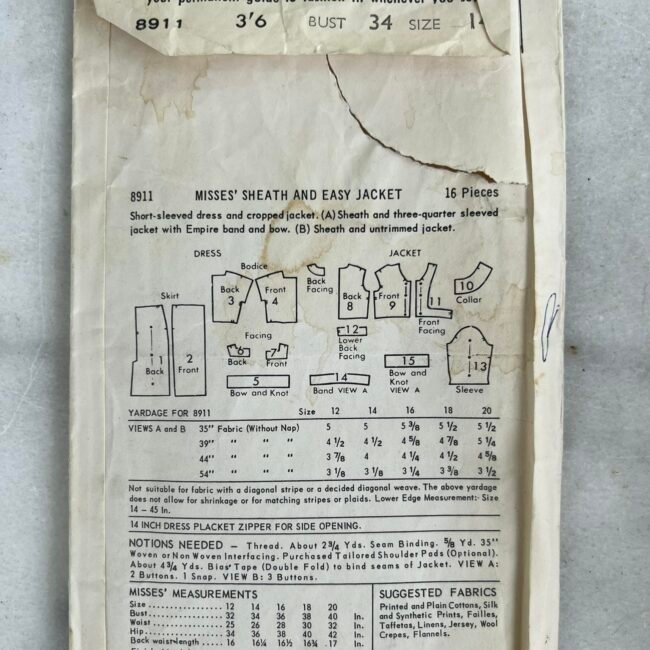 8911 3'6 BUST 34 SIZE 14
8911 MISSES' SHEATH AND EASY JACKET 16 Pieces
Short-sleeved dress and cropped jacket. (A) Sheath and three-quarter sleeved
jacket with Empire band and bow. (B) Sheath and untrimmed jacket.
DRESS
JACKET
Skirt
1 Back
2 Front
Bodice
Back 3
Front 4
Back Facing
Facing
6 Back
7 Front
5
Bow and Knot
Back 8
Front 9
11
Front Facing
10
Collar
12
Lower Back Facing
14
Band VIEW A
15
Bow and Knot VIEW A
13
Sleeve
YARDAGE FOR 8911 Size 12 14 16 18 20
VIEWS A and B 35" Fabric (Without Nap) 5 5 5 3/8 5 1/2 5 1/2
39" " " " 4 1/2 4 1/2 4 5/8 4 7/8 5 1/4
44" " " " 3 7/8 4 4 1/4 4 1/2 4 5/8
54" " " " 3 1/8 3 1/8 3 1/4 3 3/8 3 1/2
Not suitable for fabric with a diagonal stripe or a decided diagonal weave. The above yardage
does not allow for shrinkage or for matching stripes or plaids. Lower Edge Measurement:- Size
14 – 45 In.
14 INCH DRESS PLACKET ZIPPER FOR SIDE OPENING.
NOTIONS NEEDED – Thread. About 2 3/4 Yds. Seam Binding. 5/8 Yd. 35"
Woven or Non Woven Interfacing. Purchased Tailored Shoulder Pads (Optional).
About 4 3/4 Yds. Bias Tape (Double Fold) to bind seams of Jacket. VIEW A:
2 Buttons. 1 Snap. VIEW B: 3 Buttons.
MISSES' MEASUREMENTS
Size 12 14 16 18 20
Bust 32 34 36 38 40 In.
Waist 25 26 28 30 32 In.
Hip 34 36 38 40 42 In.
Back waist-length 16 16 1/4 16 1/2 16 3/4 17 In.
SUGGESTED FABRICS
Printed and Plain Cottons, Silk
and Synthetic Prints, Failles,
Taffetas, Linens, Jersey, Wool
Crepes, Flannels.